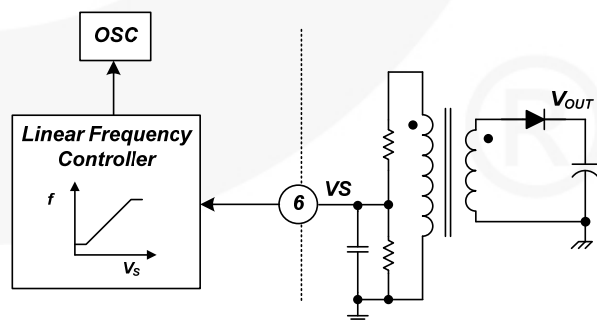 OSC
Linear Frequency
Controller
f
VS
6
VS
VOUT
®